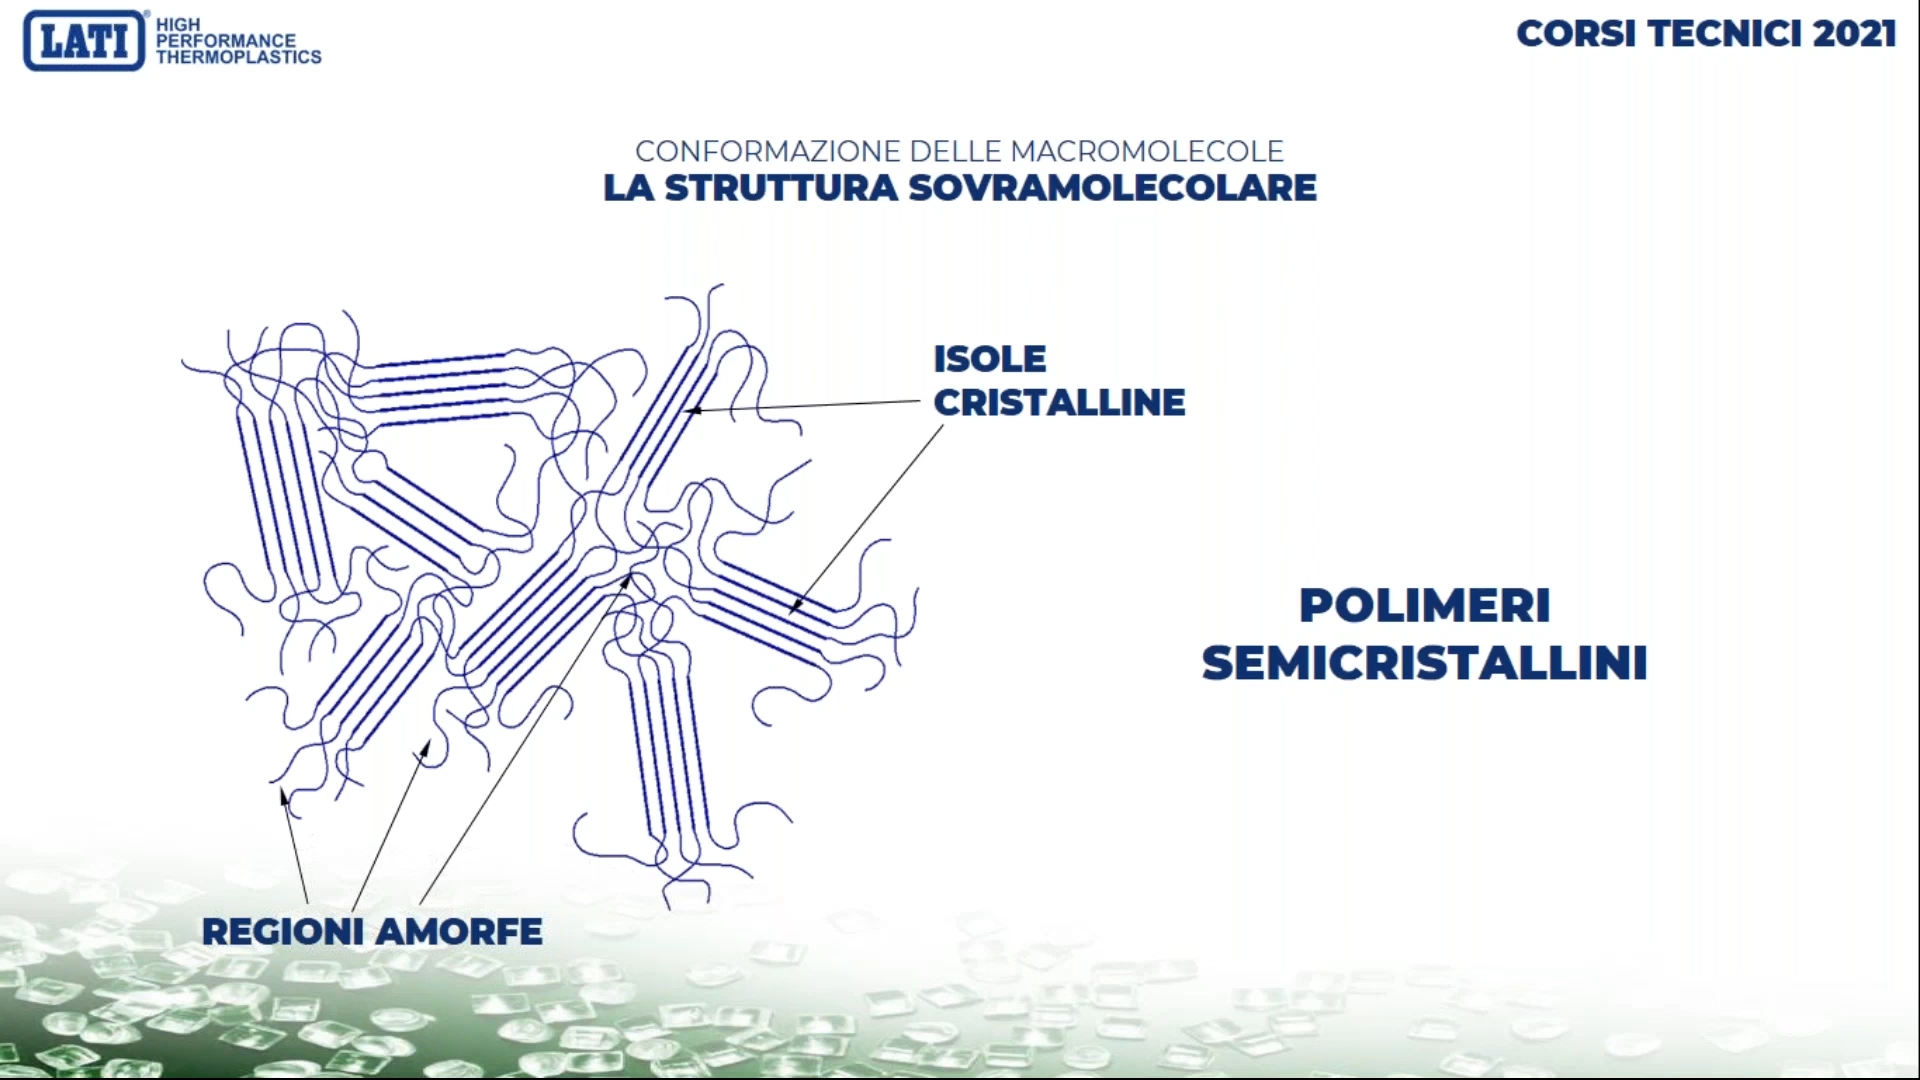 LATI®
HIGH
PERFORMANCE
THERMOPLASTICS
CORSI TECNICI 2021
CONFORMAZIONE DELLE MACROMOLECOLE
LA STRUTTURA SOVRAMOLECOLARE
ISOLE
CRISTALLINE
POLIMERI
SEMICRISTALLINI
REGIONI AMORFE